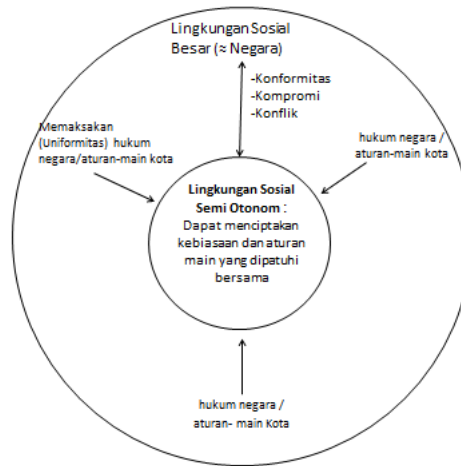 Lingkungan Sosial
Besar (≈ Negara)
-Konformitas
-Kompromi
-Konflik
Memaksakan
(Uniformitas) hukum
negara/aturan-main kota
hukum negara /
aturan-main kota
Lingkungan Sosial
Semi Otonom :
Dapat menciptakan
kebiasaan dan aturan
main yang dipatuhi
bersama
hukum negara /
aturan- main Kota